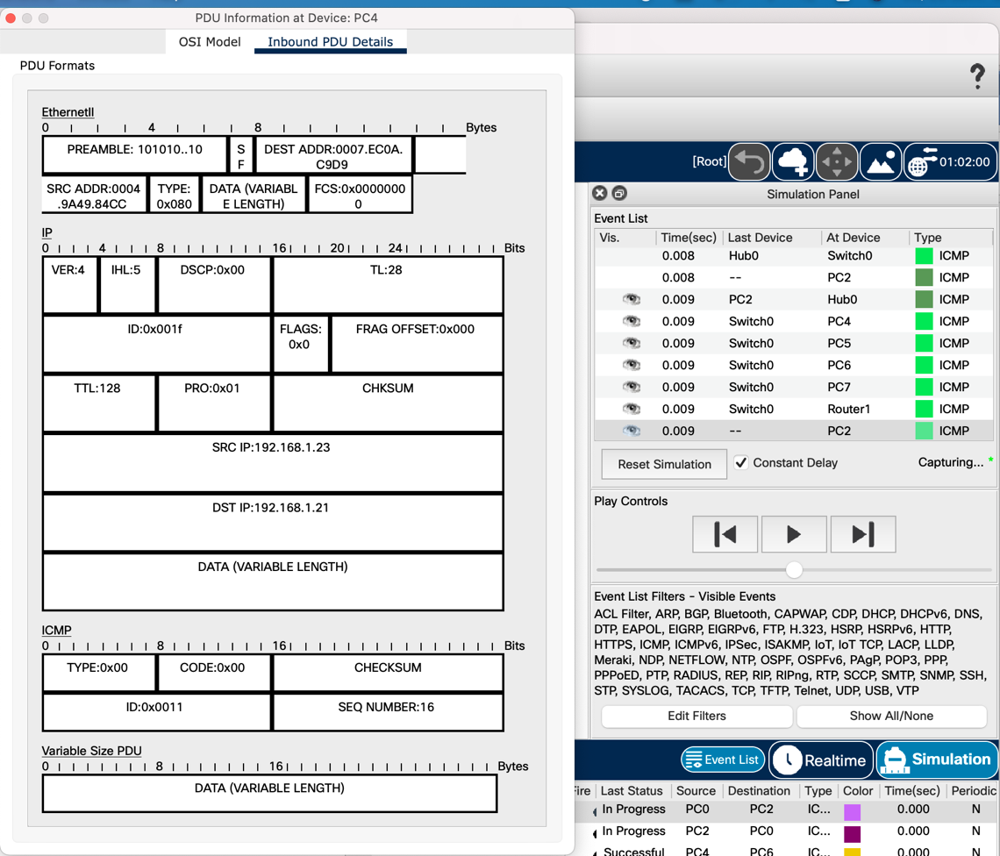 PDU Information at Device: PC4
OSI Model Inbound PDU Details
PDU Formats
EthernetII
0 4 8 Bytes
PREAMBLE: 101010..10
S
F
DEST ADDR:0007.EC0A.
C9D9
SRC ADDR:0004
.9A49.84CC
TYPE:
0x080
DATA (VARIABL
E LENGTH)
FCS:0x0000000
0
IP
0 4 8 16 20 24 Bits
VER:4 IHL:5 DSCP:0x00 TL:28
ID:0x001f
FLAGS:
0x0
FRAG OFFSET:0x000
TTL:128 PRO:0x01 CHKSUM
SRC IP:192.168.1.23
DST IP:192.168.1.21
DATA (VARIABLE LENGTH)
ICMP
0 8 16 Bits
TYPE:0x00 CODE:0x00 CHECKSUM
ID:0x0011 SEQ NUMBER:16
Variable Size PDU
0 8 16 Bytes
DATA (VARIABLE LENGTH)
?
[Root] 01:02:00
Simulation Panel
Event List
Vis. Time(sec) Last Device At Device Type
0.008 Hub0 Switch0 ICMP
0.008 -- PC2 ICMP
0.009 PC2 Hub0 ICMP
0.009 Switch0 PC4 ICMP
0.009 Switch0 PC5 ICMP
0.009 Switch0 PC6 ICMP
0.009 Switch0 PC7 ICMP
0.009 Switch0 Router1 ICMP
0.009 -- PC2 ICMP
Reset Simulation Constant Delay Capturing... *
Play Controls
Event List Filters - Visible Events
ACL Filter, ARP, BGP, Bluetooth, CAPWAP, CDP, DHCP, DHCPv6, DNS,
DTP, EAPOL, EIGRP, EIGRPv6, FTP, H.323, HSRP, HSRPv6, HTTP,
HTTPS, ICMP, ICMPv6, IPSec, ISAKMP, IoT, IoT TCP, LACP, LLDP,
Meraki, NDP, NETFLOW, NTP, OSPF, OSPFv6, PAgP, POP3, PPP,
PPPoED, PTP, RADIUS, REP, RIP, RIPng, RTP, SCCP, SMTP, SNMP, SSH,
STP, SYSLOG, TACACS, TCP, TFTP, Telnet, UDP, USB, VTP
Edit Filters Show All/None
Event List Realtime Simulation
Fire Last Status Source Destination Type Color Time(sec) Periodic
In Progress PC0 PC2 IC... 0.000 N
In Progress PC2 PC0 IC... 0.000 N
Successful PC4 PC6 IC... 0.000 N